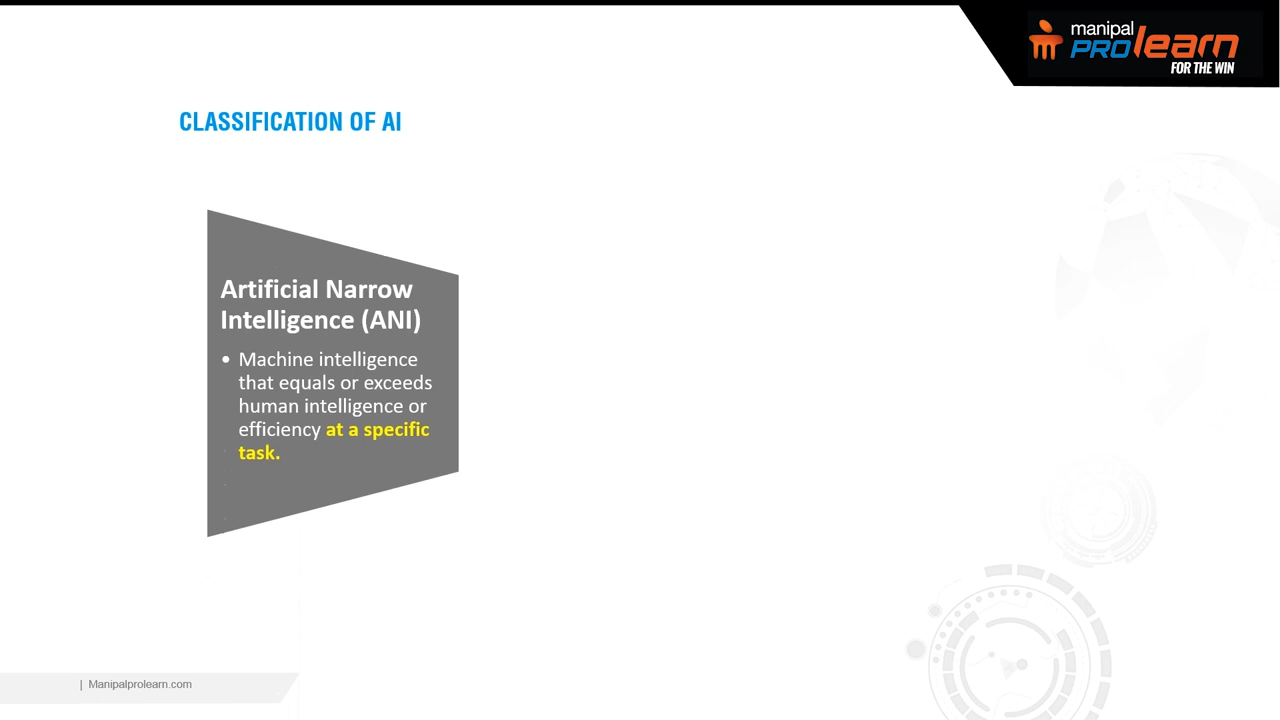 manipal
PROlearn
FOR THE WIN
CLASSIFICATION OF AI
Artificial Narrow
Intelligence (ANI)
• Machine intelligence
that equals or exceeds
human intelligence or
efficiency at a specific
task.
| Manipalprolearn.com